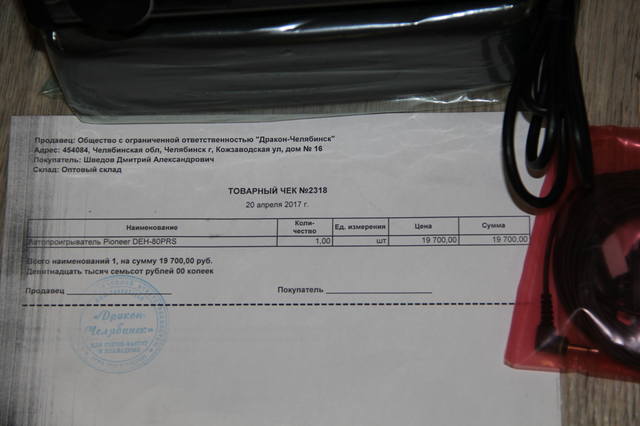 Продавец: Общество с ограниченной ответственностью "Дракон-Челябинск"
Адрес: 454084, Челябинская обл, Челябинск г, Кожзаводская ул, дом № 16
Покупатель: Шведов Дмитрий Александрович
Склад: Оптовый склад
ТОВАРНЫЙ ЧЕК №2318
20 апреля 2017 г.
Наименование Коли-чество Ед. измерения Цена Сумма
Автопроигрыватель Pioneer DEH-80PRS 1,00 шт 19 700,00 19 700,00
Всего наименований 1, на сумму 19 700,00 руб.
Девятнадцать тысяч семьсот рублей 00 копеек
Продавец Покупатель
«Дракон-
Челябинск»